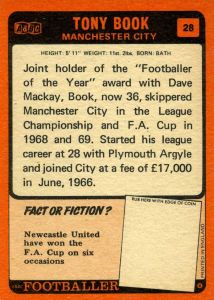 TONY BOOK
MANCHESTER CITY
28
HEIGHT: 5' 11" WEIGHT: 11st. 2lbs. BORN: BATH
Joint holder of the "Footballer
of the Year" award with Dave
Mackay, Book, now 36, skippered
Manchester City in the League
Championship and F.A. Cup in
1968 and 69. Started his league
career at 28 with Plymouth Argyle
and joined City at a fee of £17,000
in June, 1966.
FACT OR FICTION?
Newcastle United
have won the
F.A. Cup on six
occasions
RUB HERE WITH EDGE OF COIN
FOOTBALLER